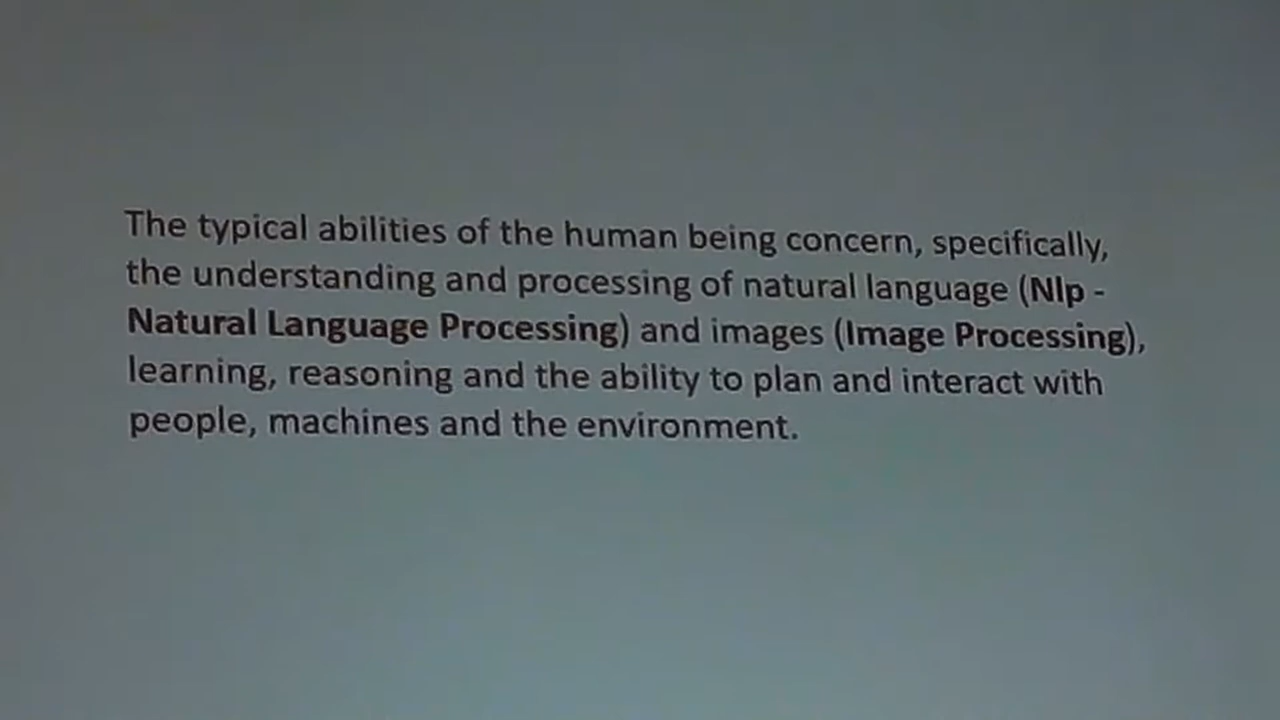 The typical abilities of the human being concern, specifically,
the understanding and processing of natural language (Nlp -
Natural Language Processing) and images (Image Processing),
learning, reasoning and the ability to plan and interact with
people, machines and the environment.